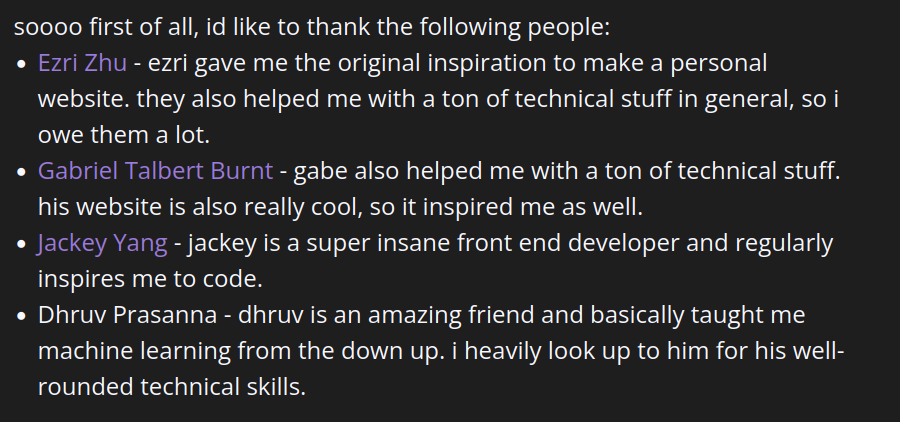 soooo first of all, id like to thank the following people:
• Ezri Zhu - ezri gave me the original inspiration to make a personal
website. they also helped me with a ton of technical stuff in general, so i
owe them a lot.
• Gabriel Talbert Burnt - gabe also helped me with a ton of technical stuff.
his website is also really cool, so it inspired me as well.
• Jackey Yang - jackey is a super insane front end developer and regularly
inspires me to code.
• Dhruv Prasanna - dhruv is an amazing friend and basically taught me
machine learning from the down up. i heavily look up to him for his well-
rounded technical skills.